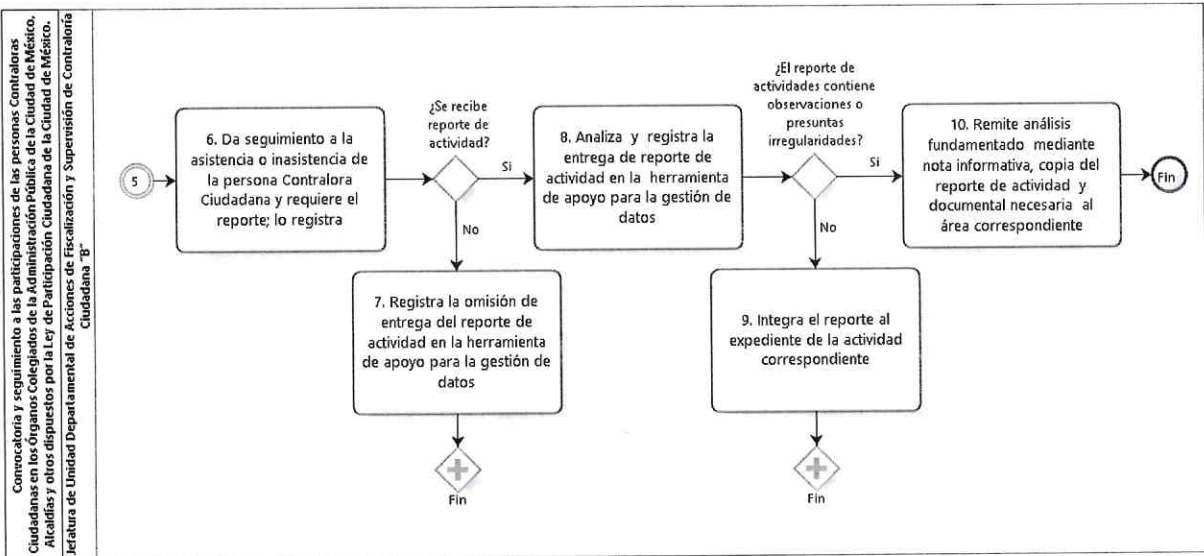 Convocatoria y seguimiento a las participaciones de las personas Contraloras
Ciudadanas en los Órganos Colegiados de la Administración Pública de la Ciudad de México,
Alcaldías y otros dispuestos por la Ley de Participación Ciudadana de la Ciudad de México.
Jefatura de Unidad Departamental de Acciones de Fiscalización y Supervisión de Contraloría
Ciudadana "B"
5
6. Da seguimiento a la
asistencia o inasistencia de
la persona Contralora
Ciudadana y requiere el
reporte; lo registra
¿Se recibe
reporte de
actividad?
Si
No
7. Registra la omisión de
entrega del reporte de
actividad en la herramienta
de apoyo para la gestión de
datos
Fin
8. Analiza y registra la
entrega de reporte de
actividad en la herramienta
de apoyo para la gestión de
datos
¿El reporte de
actividades contiene
observaciones o
presuntas
irregularidades?
Si
No
9. Integra el reporte al
expediente de la actividad
correspondiente
Fin
10. Remite análisis
fundamentado mediante
nota informativa, copia del
reporte de actividad y
documental necesaria al
área correspondiente
Fin